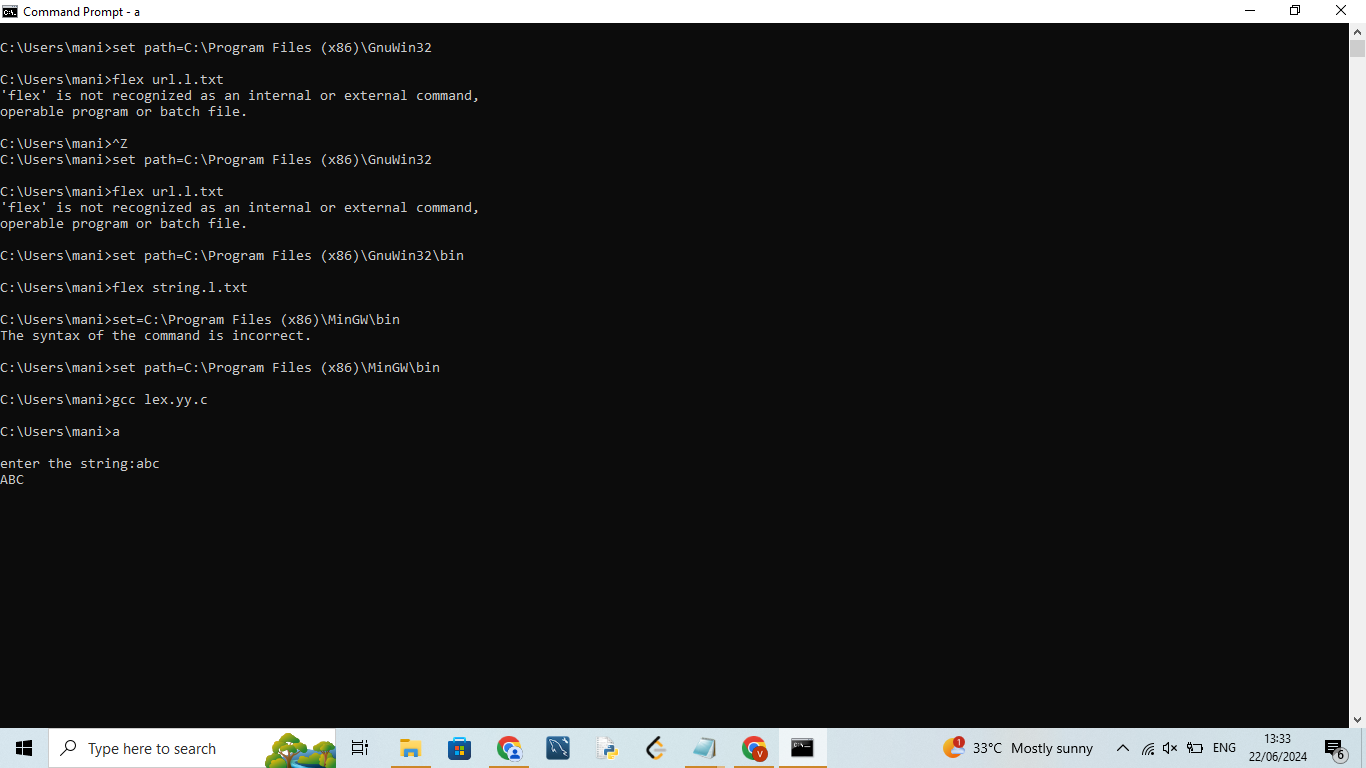 Command Prompt - a
C:\Users\mani>set path=C:\Program Files (x86)\GnuWin32
C:\Users\mani>flex url.l.txt
'flex' is not recognized as an internal or external command,
operable program or batch file.
C:\Users\mani>^Z
C:\Users\mani>set path=C:\Program Files (x86)\GnuWin32
C:\Users\mani>flex url.l.txt
'flex' is not recognized as an internal or external command,
operable program or batch file.
C:\Users\mani>set path=C:\Program Files (x86)\GnuWin32\bin
C:\Users\mani>flex string.l.txt
C:\Users\mani>set=C:\Program Files (x86)\MinGW\bin
The syntax of the command is incorrect.
C:\Users\mani>set path=C:\Program Files (x86)\MinGW\bin
C:\Users\mani>gcc lex.yy.c
C:\Users\mani>a
enter the string:abc
ABC
Type here to search
V
1
33°C Mostly sunny
ENG
13:33
22/06/2024
6